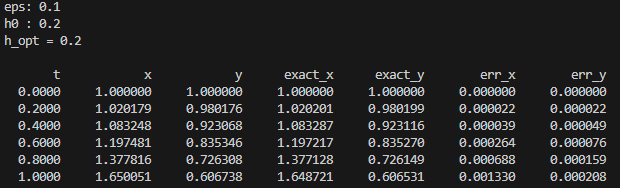 eps: 0.1
h0 : 0.2
h_opt = 0.2
t x y exact_x exact_y err_x err_y
0.0000 1.000000 1.000000 1.000000 1.000000 0.000000 0.000000
0.2000 1.020179 0.980176 1.020201 0.980199 0.000022 0.000022
0.4000 1.083248 0.923068 1.083287 0.923116 0.000039 0.000049
0.6000 1.197481 0.835346 1.197217 0.835270 0.000264 0.000076
0.8000 1.377816 0.726308 1.377128 0.726149 0.000688 0.000159
1.0000 1.650051 0.606738 1.648721 0.606531 0.001330 0.000208